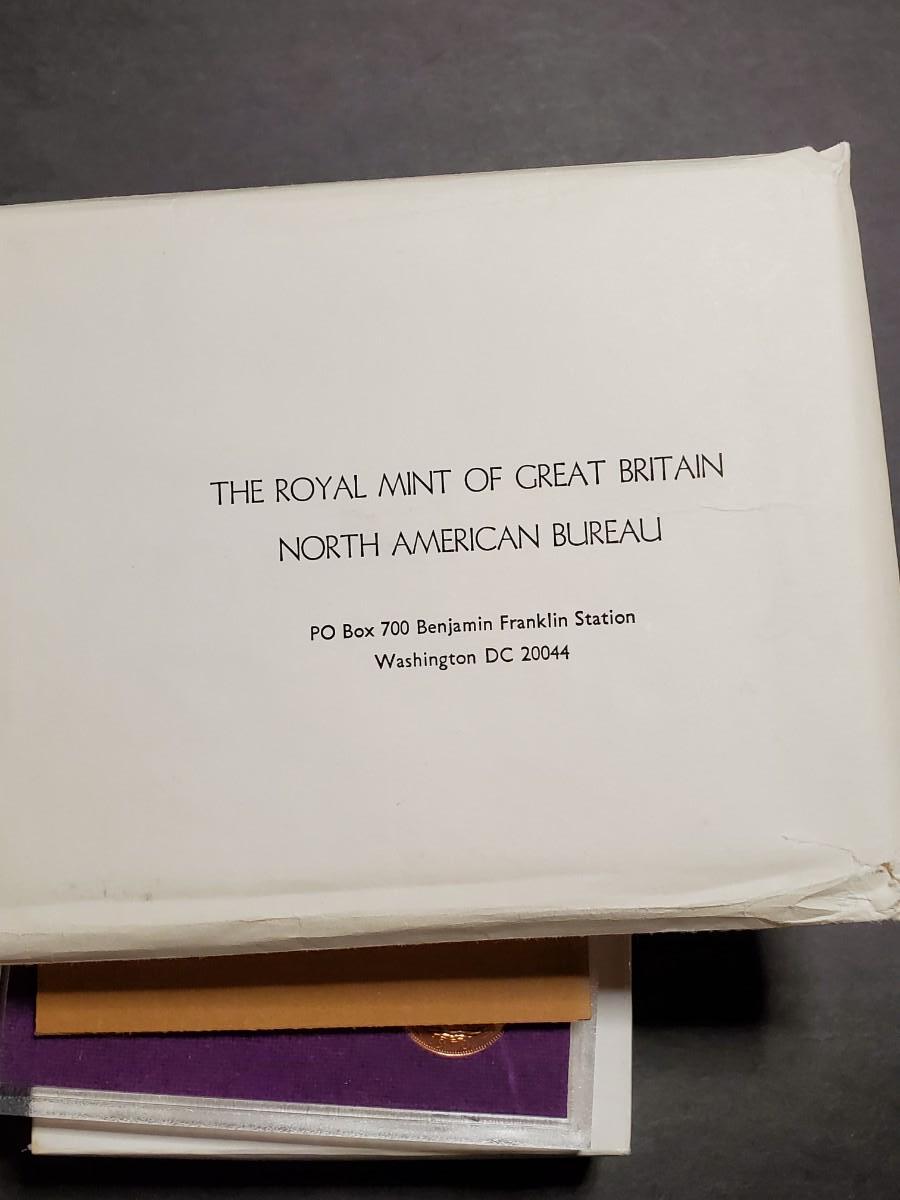 THE ROYAL MINT OF GREAT BRITAIN
NORTH AMERICAN BUREAU
PO Box 700 Benjamin Franklin Station
Washington DC 20044